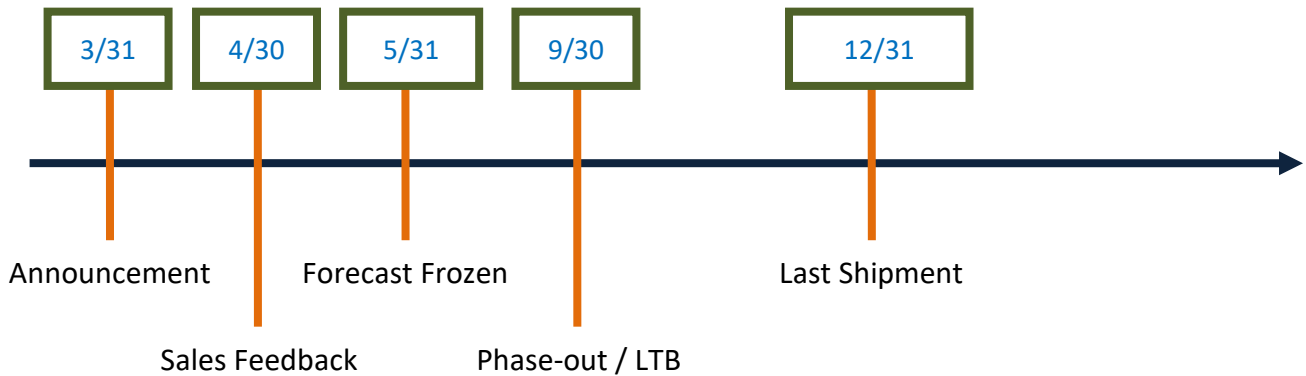 3/31
4/30
5/31
9/30
12/31
Announcement
Forecast Frozen
Last Shipment
Sales Feedback
Phase-out / LTB